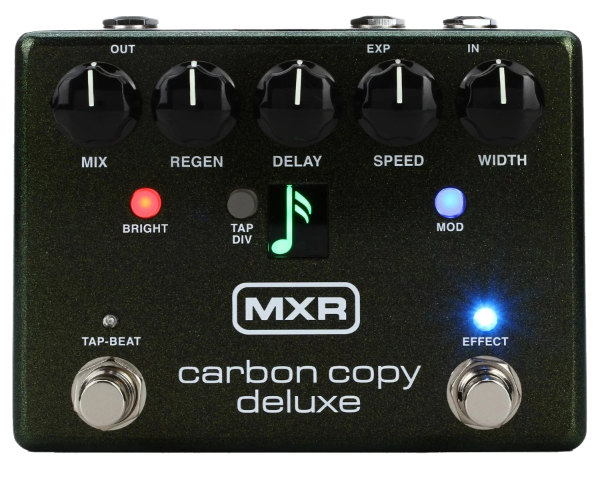 OUT EXP IN
MIX REGEN DELAY SPEED WIDTH
BRIGHT TAP DIV MOD
MXR
TAP-BEAT EFFECT
carbon copy
deluxe